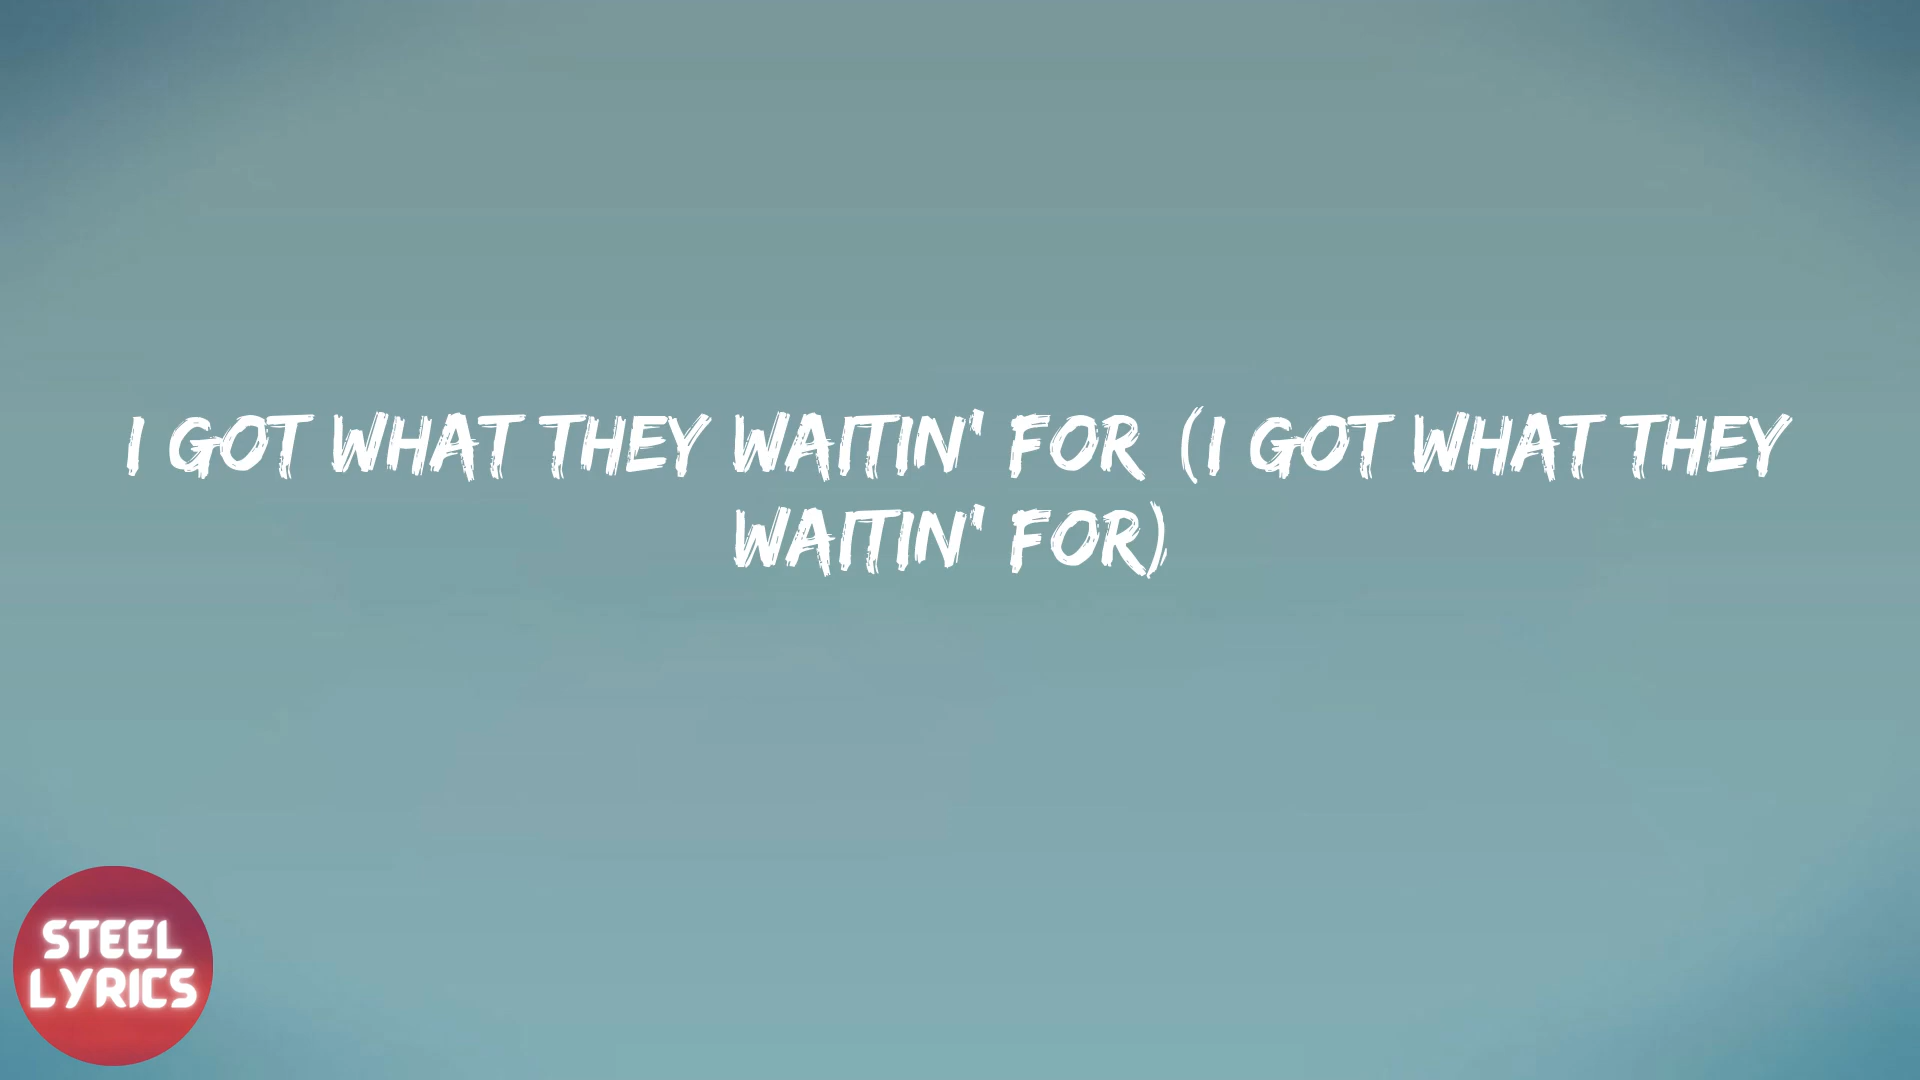 I GOT WHAT THEY WAITIN' FOR (I GOT WHAT THEY
WAITIN' FOR)
STEEL
LYRICS